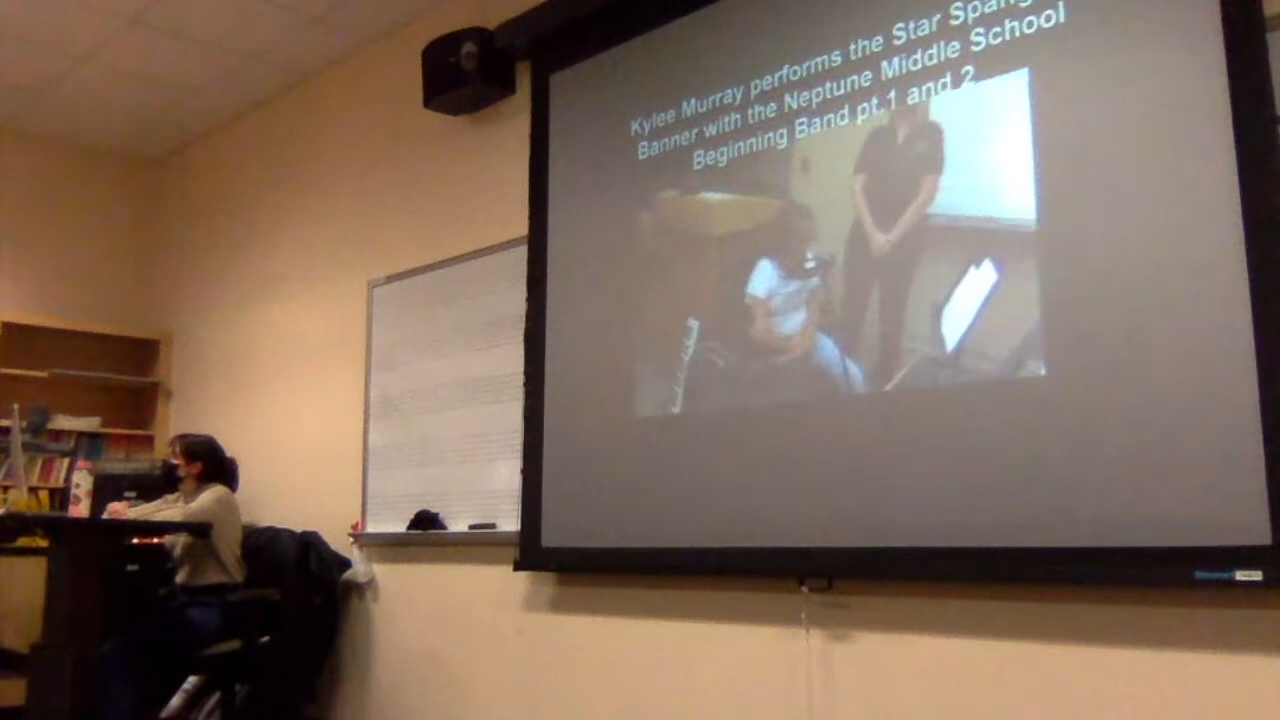 Kylee Murray performs the Star Spang
Banner with the Neptune Middle School
Beginning Band pt.1 and 2